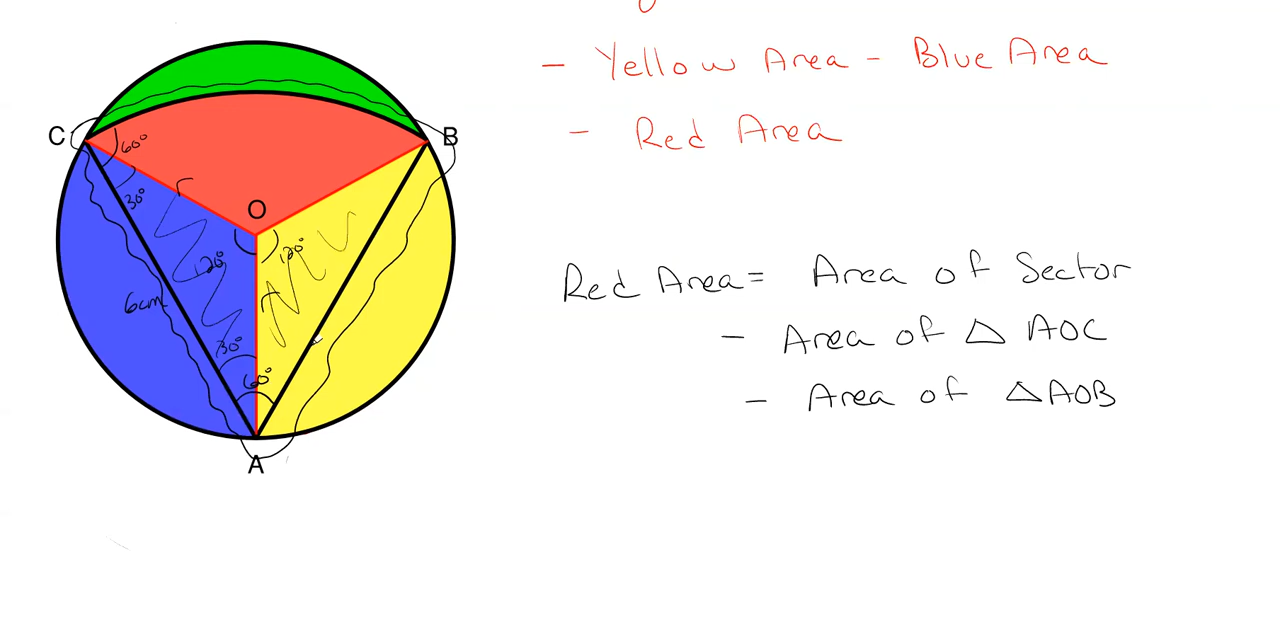 - Yellow Area - Blue Area
- Red Area
C
B
60°
30°
r
O
120°
120°
r
6cm
30°
60°
A
Red Area = Area of Sector
- Area of △ AOC
- Area of △AOB